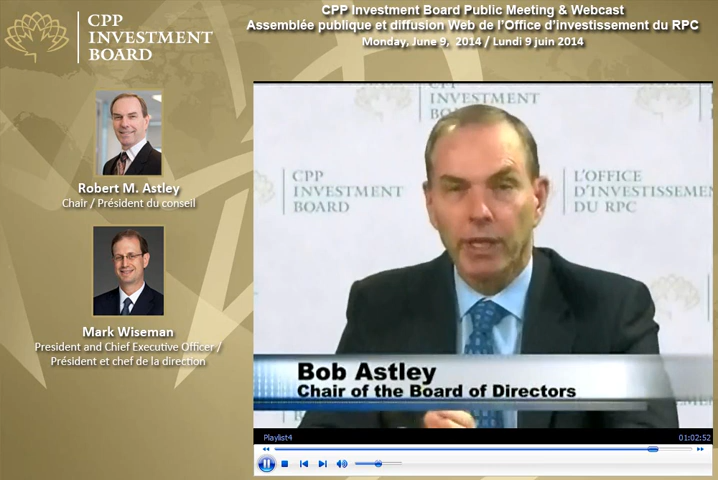 CPP
INVESTMENT
BOARD
CPP Investment Board Public Meeting & Webcast
Assemblée publique et diffusion Web de l'Office d'investissement du RPC
Monday, June 9, 2014 / Lundi 9 juin 2014
Robert M. Astley
Chair / Président du conseil
Mark Wiseman
President and Chief Executive Officer /
Président et chef de la direction
CPP
INVESTMENT
BOARD
CPP
INVESTMENT
BOARD
L'OFFICE
D'INVESTISSEMEN
DU RPC
Bob Astley
Chair of the Board of Directors
Playlist4
01:02:52